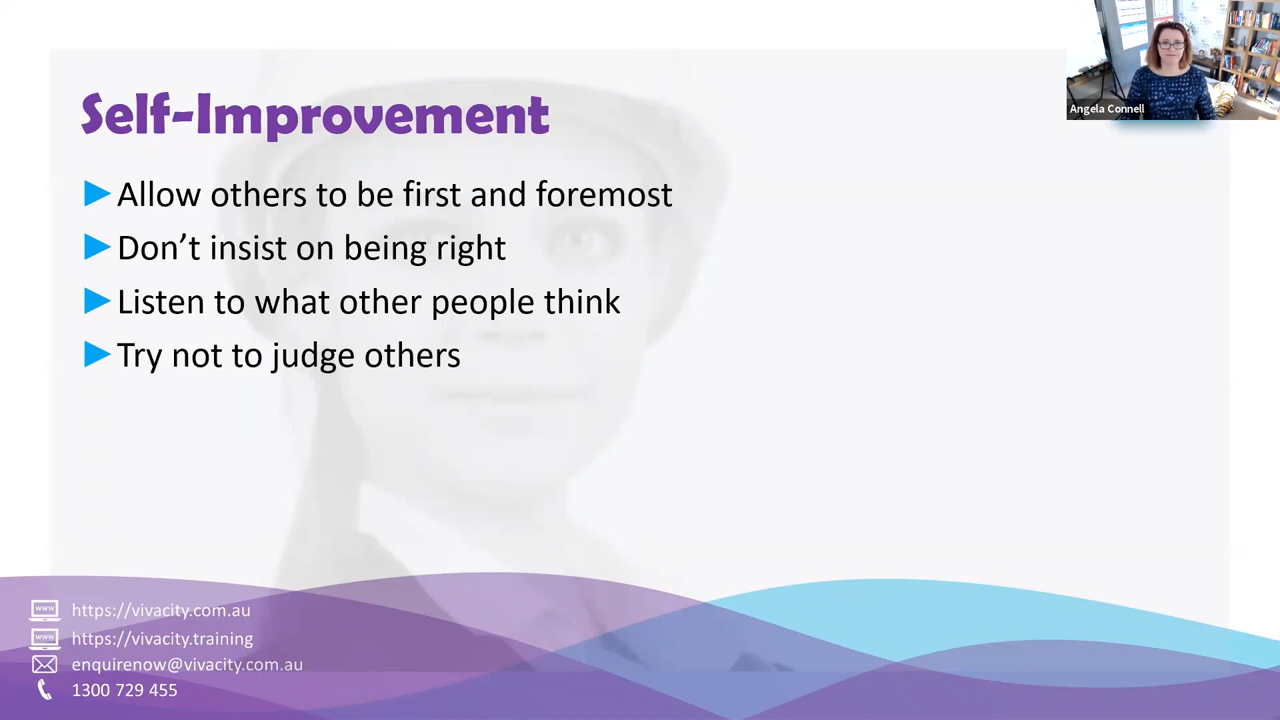 Self-Improvement
Allow others to be first and foremost
Don’t insist on being right
Listen to what other people think
Try not to judge others
Angela Connell
www https://vivacity.com.au
www https://vivacity.training
enquirenow@vivacity.com.au
1300 729 455